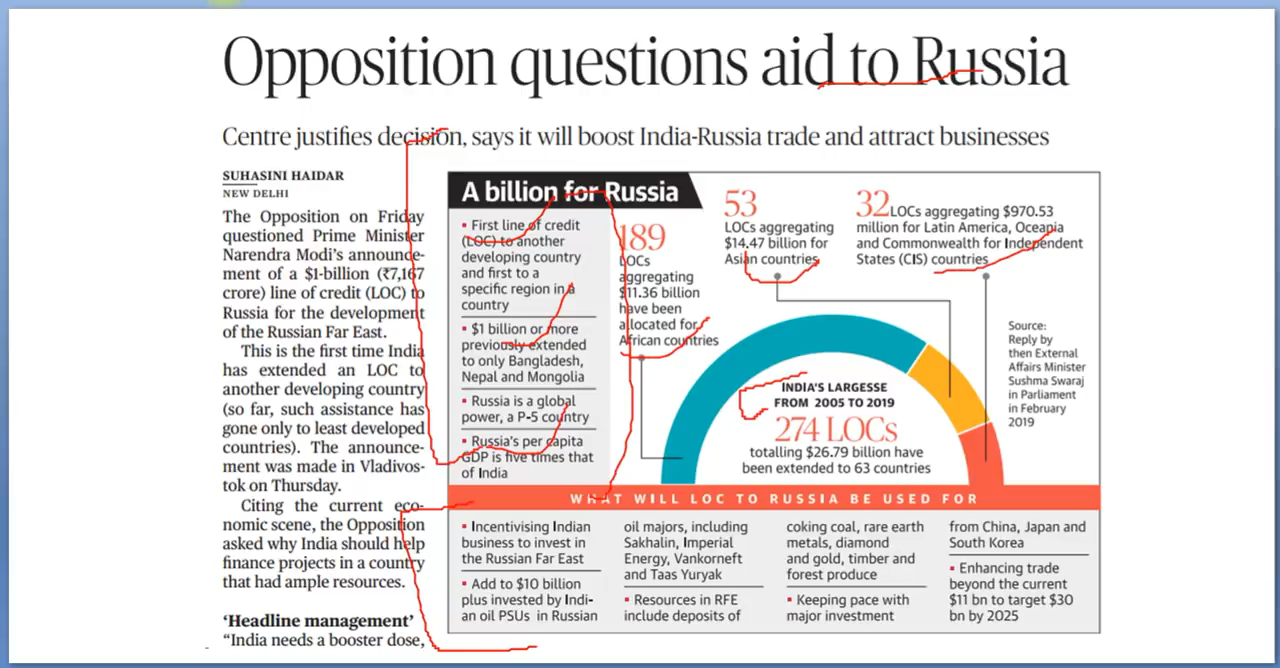 Opposition questions aid to Russia
Centre justifies decision, says it will boost India-Russia trade and attract businesses
SUHASINI HAIDAR
NEW DELHI
The Opposition on Friday
questioned Prime Minister
Narendra Modi's announce-
ment of a $1-billion (₹7,167
crore) line of credit (LOC) to
Russia for the development
of the Russian Far East.
This is the first time India
has extended an LOC to
another developing country
(so far, such assistance has
gone only to least developed
countries). The announce-
ment was made in Vladivos-
tok on Thursday.
Citing the current eco-
nomic scene, the Opposition
asked why India should help
finance projects in a country
that had ample resources.
'Headline management'
“India needs a booster dose,
A billion for Russia
▪ First line of credit
(LOC) to another
developing country
and first to a
specific region in a
country
▪ $1 billion or more
previously extended
to only Bangladesh,
Nepal and Mongolia
▪ Russia is a global
power, a P-5 country
▪ Russia's per capita
GDP is five times that
of India
189
LOCs
aggregating
$11.36 billion
have been
allocated for
African countries
53
LOCs aggregating
$14.47 billion for
Asian countries
32 LOCs aggregating $970.53
million for Latin America, Oceania
and Commonwealth for Independent
States (CIS) countries
INDIA'S LARGESSE
FROM 2005 TO 2019
274 LOCs
totalling $26.79 billion have
been extended to 63 countries
Source:
Reply by
then External
Affairs Minister
Sushma Swaraj
in Parliament
in February
2019
WHAT WILL LOC TO RUSSIA BE USED FOR
▪ Incentivising Indian
business to invest in
the Russian Far East
▪ Add to $10 billion
plus invested by Indi-
an oil PSUs in Russian
oil majors, including
Sakhalin, Imperial
Energy, Vankorneft
and Taas Yuryak
▪ Resources in RFE
include deposits of
coking coal, rare earth
metals, diamond
and gold, timber and
forest produce
▪ Keeping pace with
major investment
from China, Japan and
South Korea
▪ Enhancing trade
beyond the current
$11 bn to target $30
bn by 2025